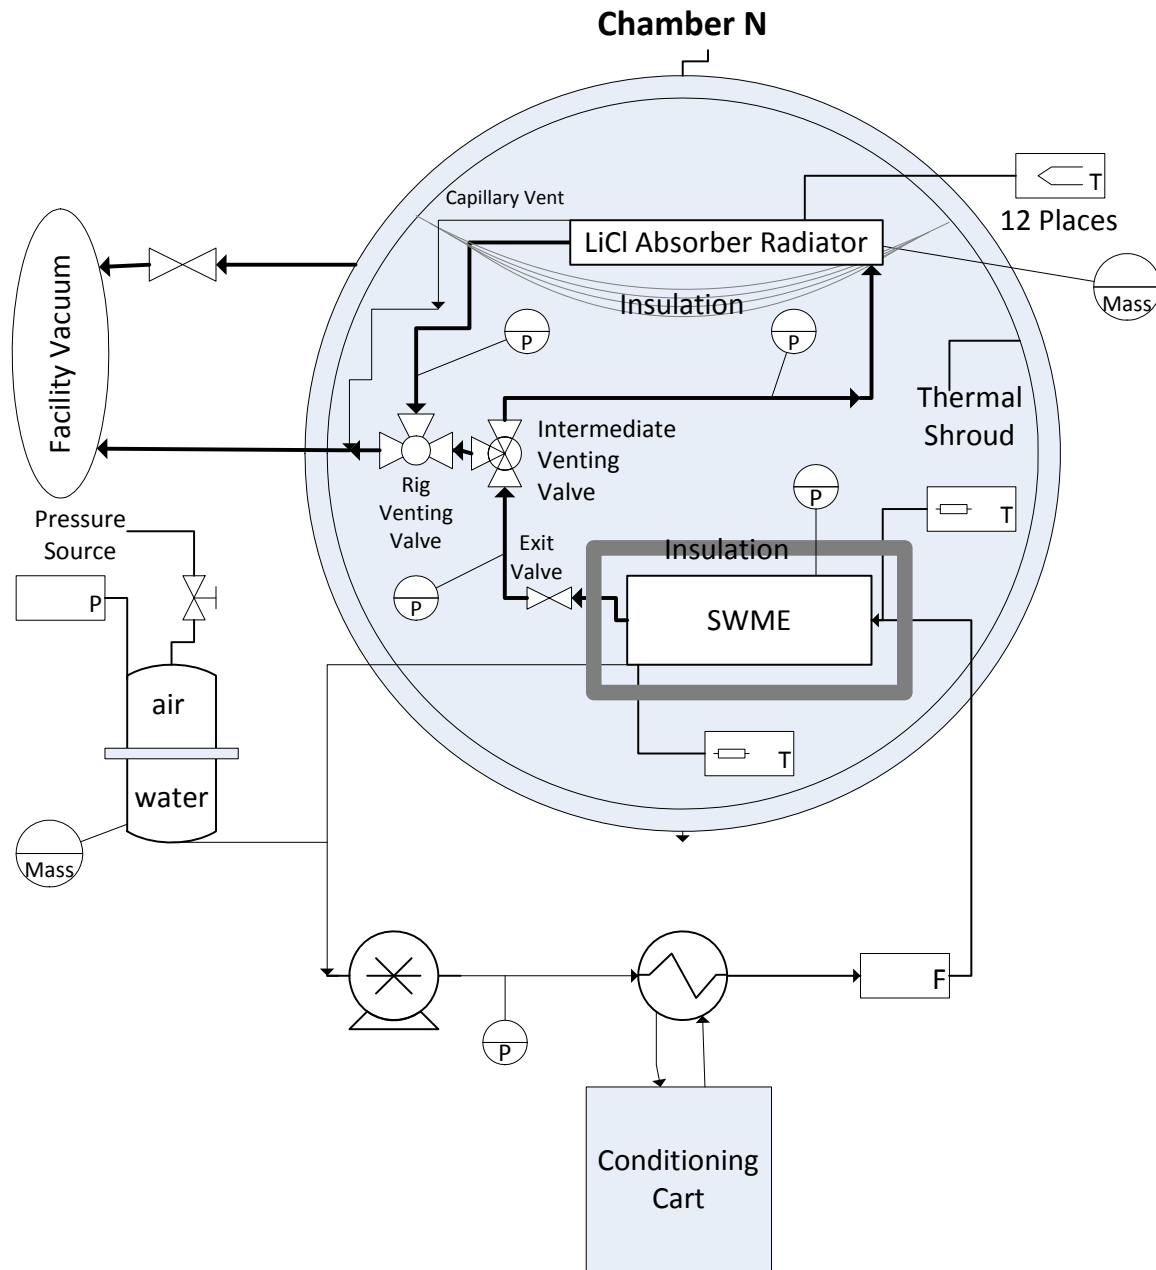 Chamber N
Capillary Vent
T
12 Places
LiCl Absorber Radiator
Mass
Insulation
P
P
Facility Vacuum
Thermal
Shroud
Intermediate
Venting
Valve
Rig
Venting
Valve
P
T
Pressure
Source
Insulation
Exit
Valve
P
P
SWME
air
T
water
Mass
F
P
Conditioning
Cart